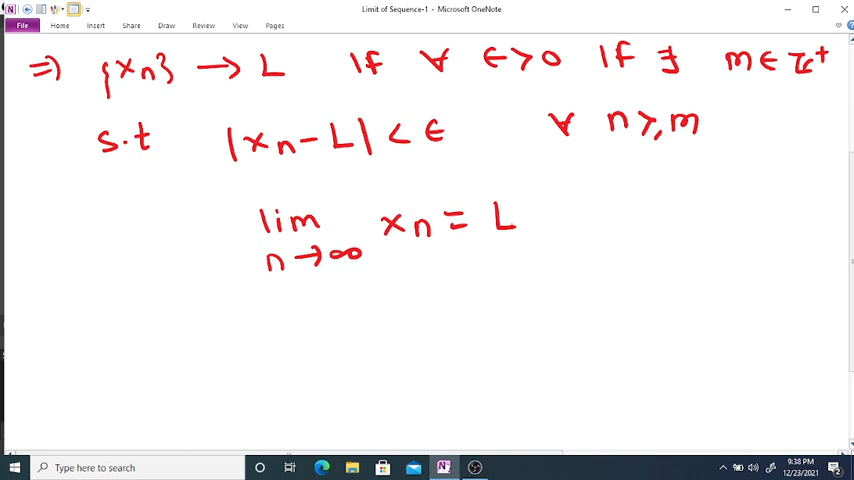 Limit of Sequence-1 - Microsoft OneNote
File Home Insert Share Draw Review View Pages
⇒ {xn} → L If ∀ ∈>0 If ∃ m ∈ Z+
s.t |xn - L| < ∈ ∀ n ≥ m
lim xn = L
n → ∞
Type here to search
9:38 PM
12/23/2021
2